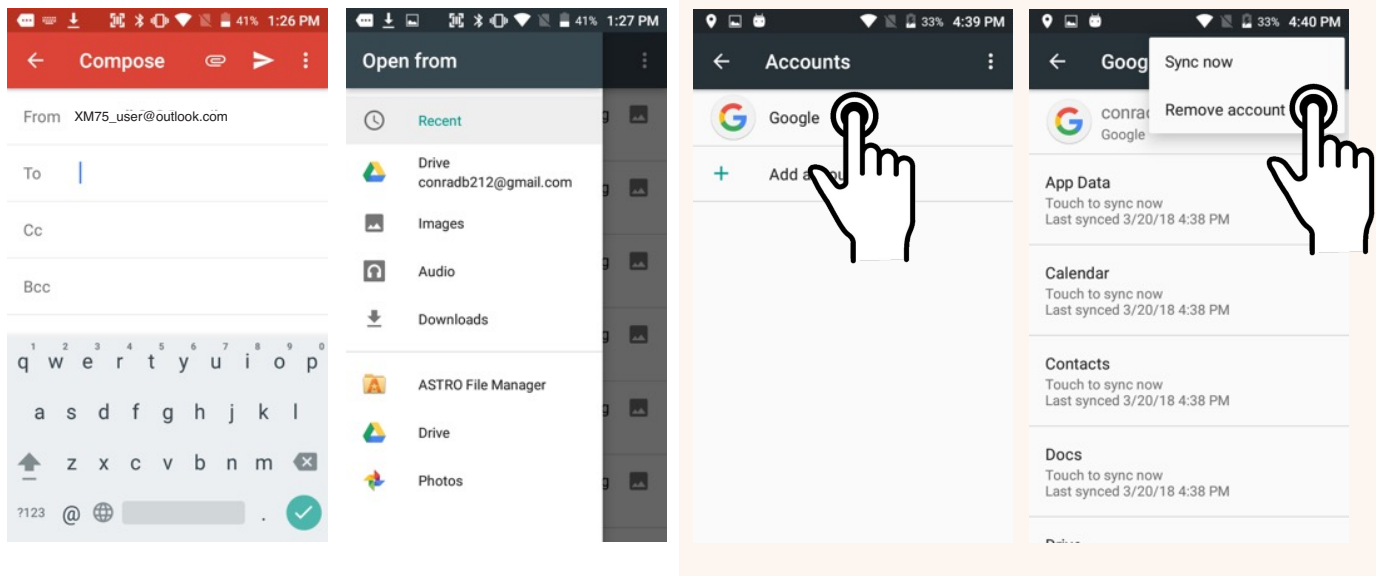 41% 1:26 PM
Compose
From XM75_user@outlook.com
To
Cc
Bcc
1 2 3 4 5 6 7 8 9 0
q w e r t y u i o p
a s d f g h j k l
z x c v b n m
?123 @ .
41% 1:27 PM
Open from
Recent
Drive
conradb212@gmail.com
Images
Audio
Downloads
ASTRO File Manager
Drive
Photos
g
g
g
g
g
g
33% 4:39 PM
Accounts
Google
Add
33% 4:40 PM
Goog
Sync now
Remove account
conrad
Google
App Data
Touch to sync now
Last synced 3/20/18 4:38 PM
Calendar
Touch to sync now
Last synced 3/20/18 4:38 PM
Contacts
Touch to sync now
Last synced 3/20/18 4:38 PM
Docs
Touch to sync now
Last synced 3/20/18 4:38 PM